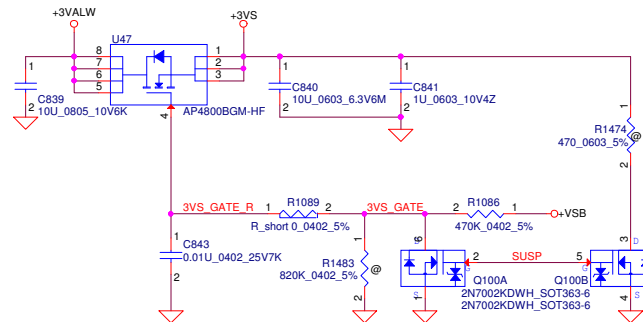 +3VALW
+3VS
U47
8
7
6
5
1
2
3
4
AP4800BGM-HF
1
2
C839
10U_0805_10V6K
1
2
C840
10U_0603_6.3V6M
1
2
C841
1U_0603_10V4Z
1
R1474
470_0603_5%
@
2
3VS_GATE_R
1
R1089
2
R_short 0_0402_5%
3VS_GATE
2
R1086
1
470K_0402_5%
+VSB
1
C843
0.01U_0402_25V7K
2
1
R1483
820K_0402_5%
@
2
6
2
SUSP
5
3
D
G
G
S
1
4
Q100A
2N7002KDWH_SOT363-6
Q100B
2N7002KDWH_SOT363-6